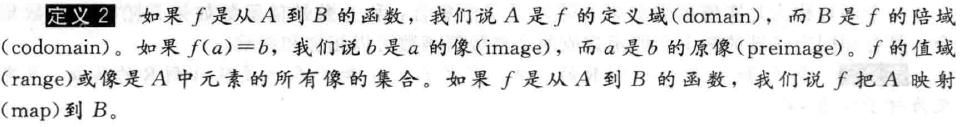 定义2 如果 f 是从 A 到 B 的函数，我们说 A 是 f 的定义域(domain)，而 B 是 f 的陪域
(codomain)。如果 f(a)=b，我们说 b 是 a 的像(image)，而 a 是 b 的原像(preimage)。f 的值域
(range)或像是 A 中元素的所有像的集合。如果 f 是从 A 到 B 的函数，我们说 f 把 A 映射
(map)到 B。